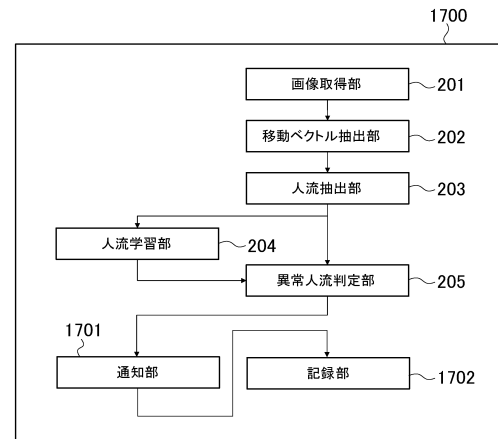 1700
画像取得部 201
移動ベクトル抽出部 202
人流抽出部 203
人流学習部 204
異常人流判定部 205
1701
通知部
記録部 1702